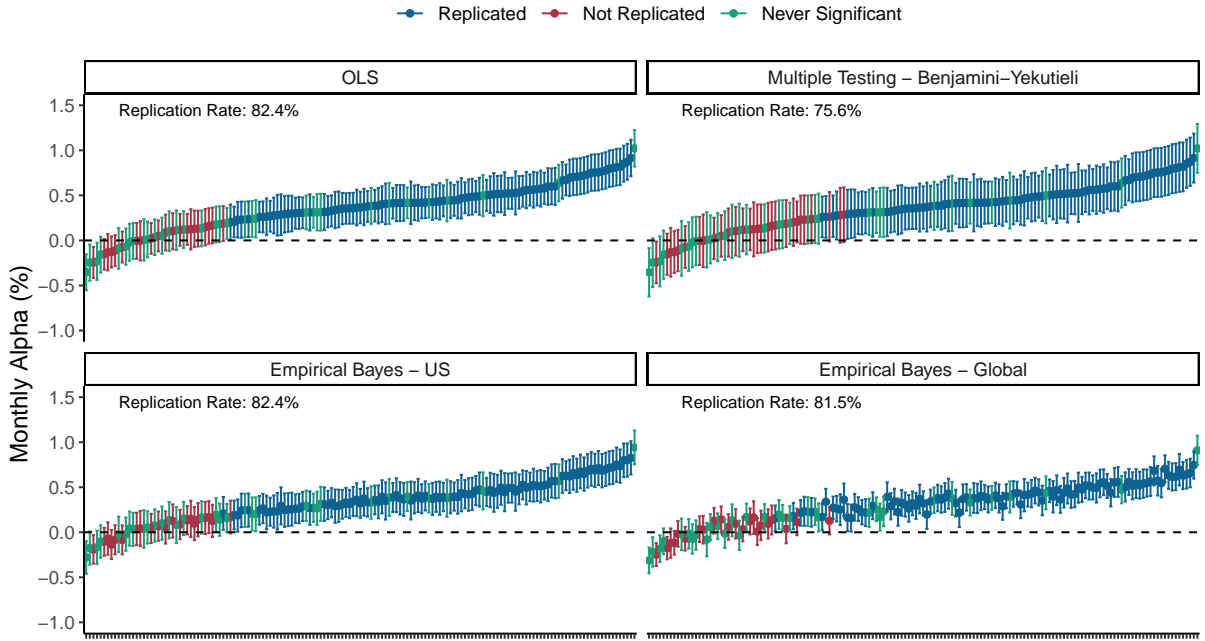 Replicated Not Replicated Never Significant
OLS
Multiple Testing − Benjamini−Yekutieli
Replication Rate: 82.4%
Replication Rate: 75.6%
1.5
1.0
0.5
0.0
−0.5
−1.0
Monthly Alpha (%)
Empirical Bayes − US
Empirical Bayes − Global
Replication Rate: 82.4%
Replication Rate: 81.5%
1.5
1.0
0.5
0.0
−0.5
−1.0